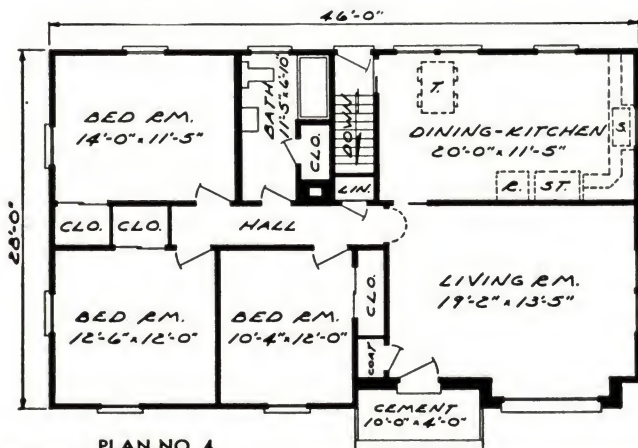 46'-0"
28'-0"
BED RM.
14'-0" x 11'-5"
BATH
11'-5" x 6'-10"
CLO.
DOWN
LIN.
T.
DINING-KITCHEN
20'-0" x 11'-5"
S.
R.
ST.
CLO.
CLO.
HALL
BED RM.
12'-6" x 12'-0"
BED RM.
10'-4" x 12'-0"
CLO.
COAT
LIVING RM.
19'-2" x 13'-5"
CEMENT
10'-0" x 4'-0"
PLAN NO. 4